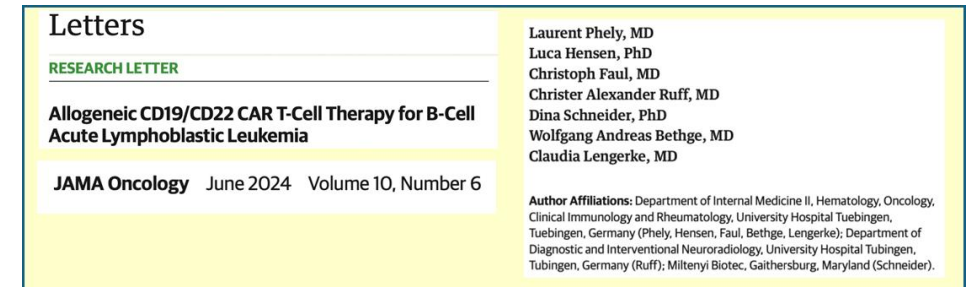 Letters
RESEARCH LETTER
Allogeneic CD19/CD22 CAR T-Cell Therapy for B-Cell
Acute Lymphoblastic Leukemia
JAMA Oncology June 2024 Volume 10, Number 6
Laurent Phely, MD
Luca Hensen, PhD
Christoph Faul, MD
Christer Alexander Ruff, MD
Dina Schneider, PhD
Wolfgang Andreas Bethge, MD
Claudia Lengerke, MD
Author Affiliations: Department of Internal Medicine II, Hematology, Oncology,
Clinical Immunology and Rheumatology, University Hospital Tuebingen,
Tuebingen, Germany (Phely, Hensen, Faul, Bethge, Lengerke); Department of
Diagnostic and Interventional Neuroradiology, University Hospital Tubingen,
Tubingen, Germany (Ruff); Miltenyi Biotec, Gaithersburg, Maryland (Schneider).